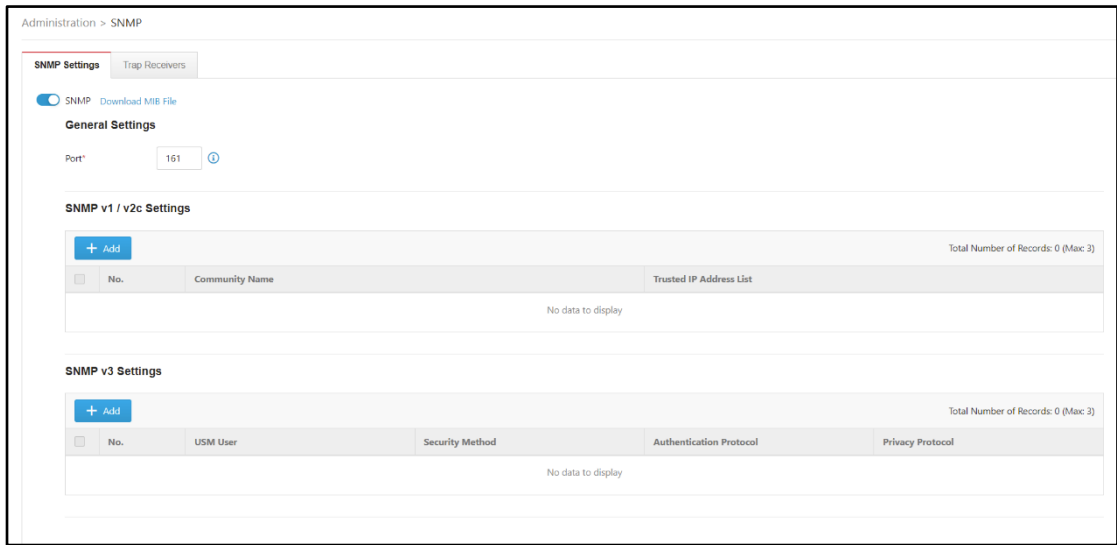 Administration > SNMP
SNMP Settings Trap Receivers
SNMP Download MIB File
General Settings
Port* 161
SNMP v1 / v2c Settings
+ Add Total Number of Records: 0 (Max: 3)
No. Community Name Trusted IP Address List
No data to display
SNMP v3 Settings
+ Add Total Number of Records: 0 (Max: 3)
No. USM User Security Method Authentication Protocol Privacy Protocol
No data to display